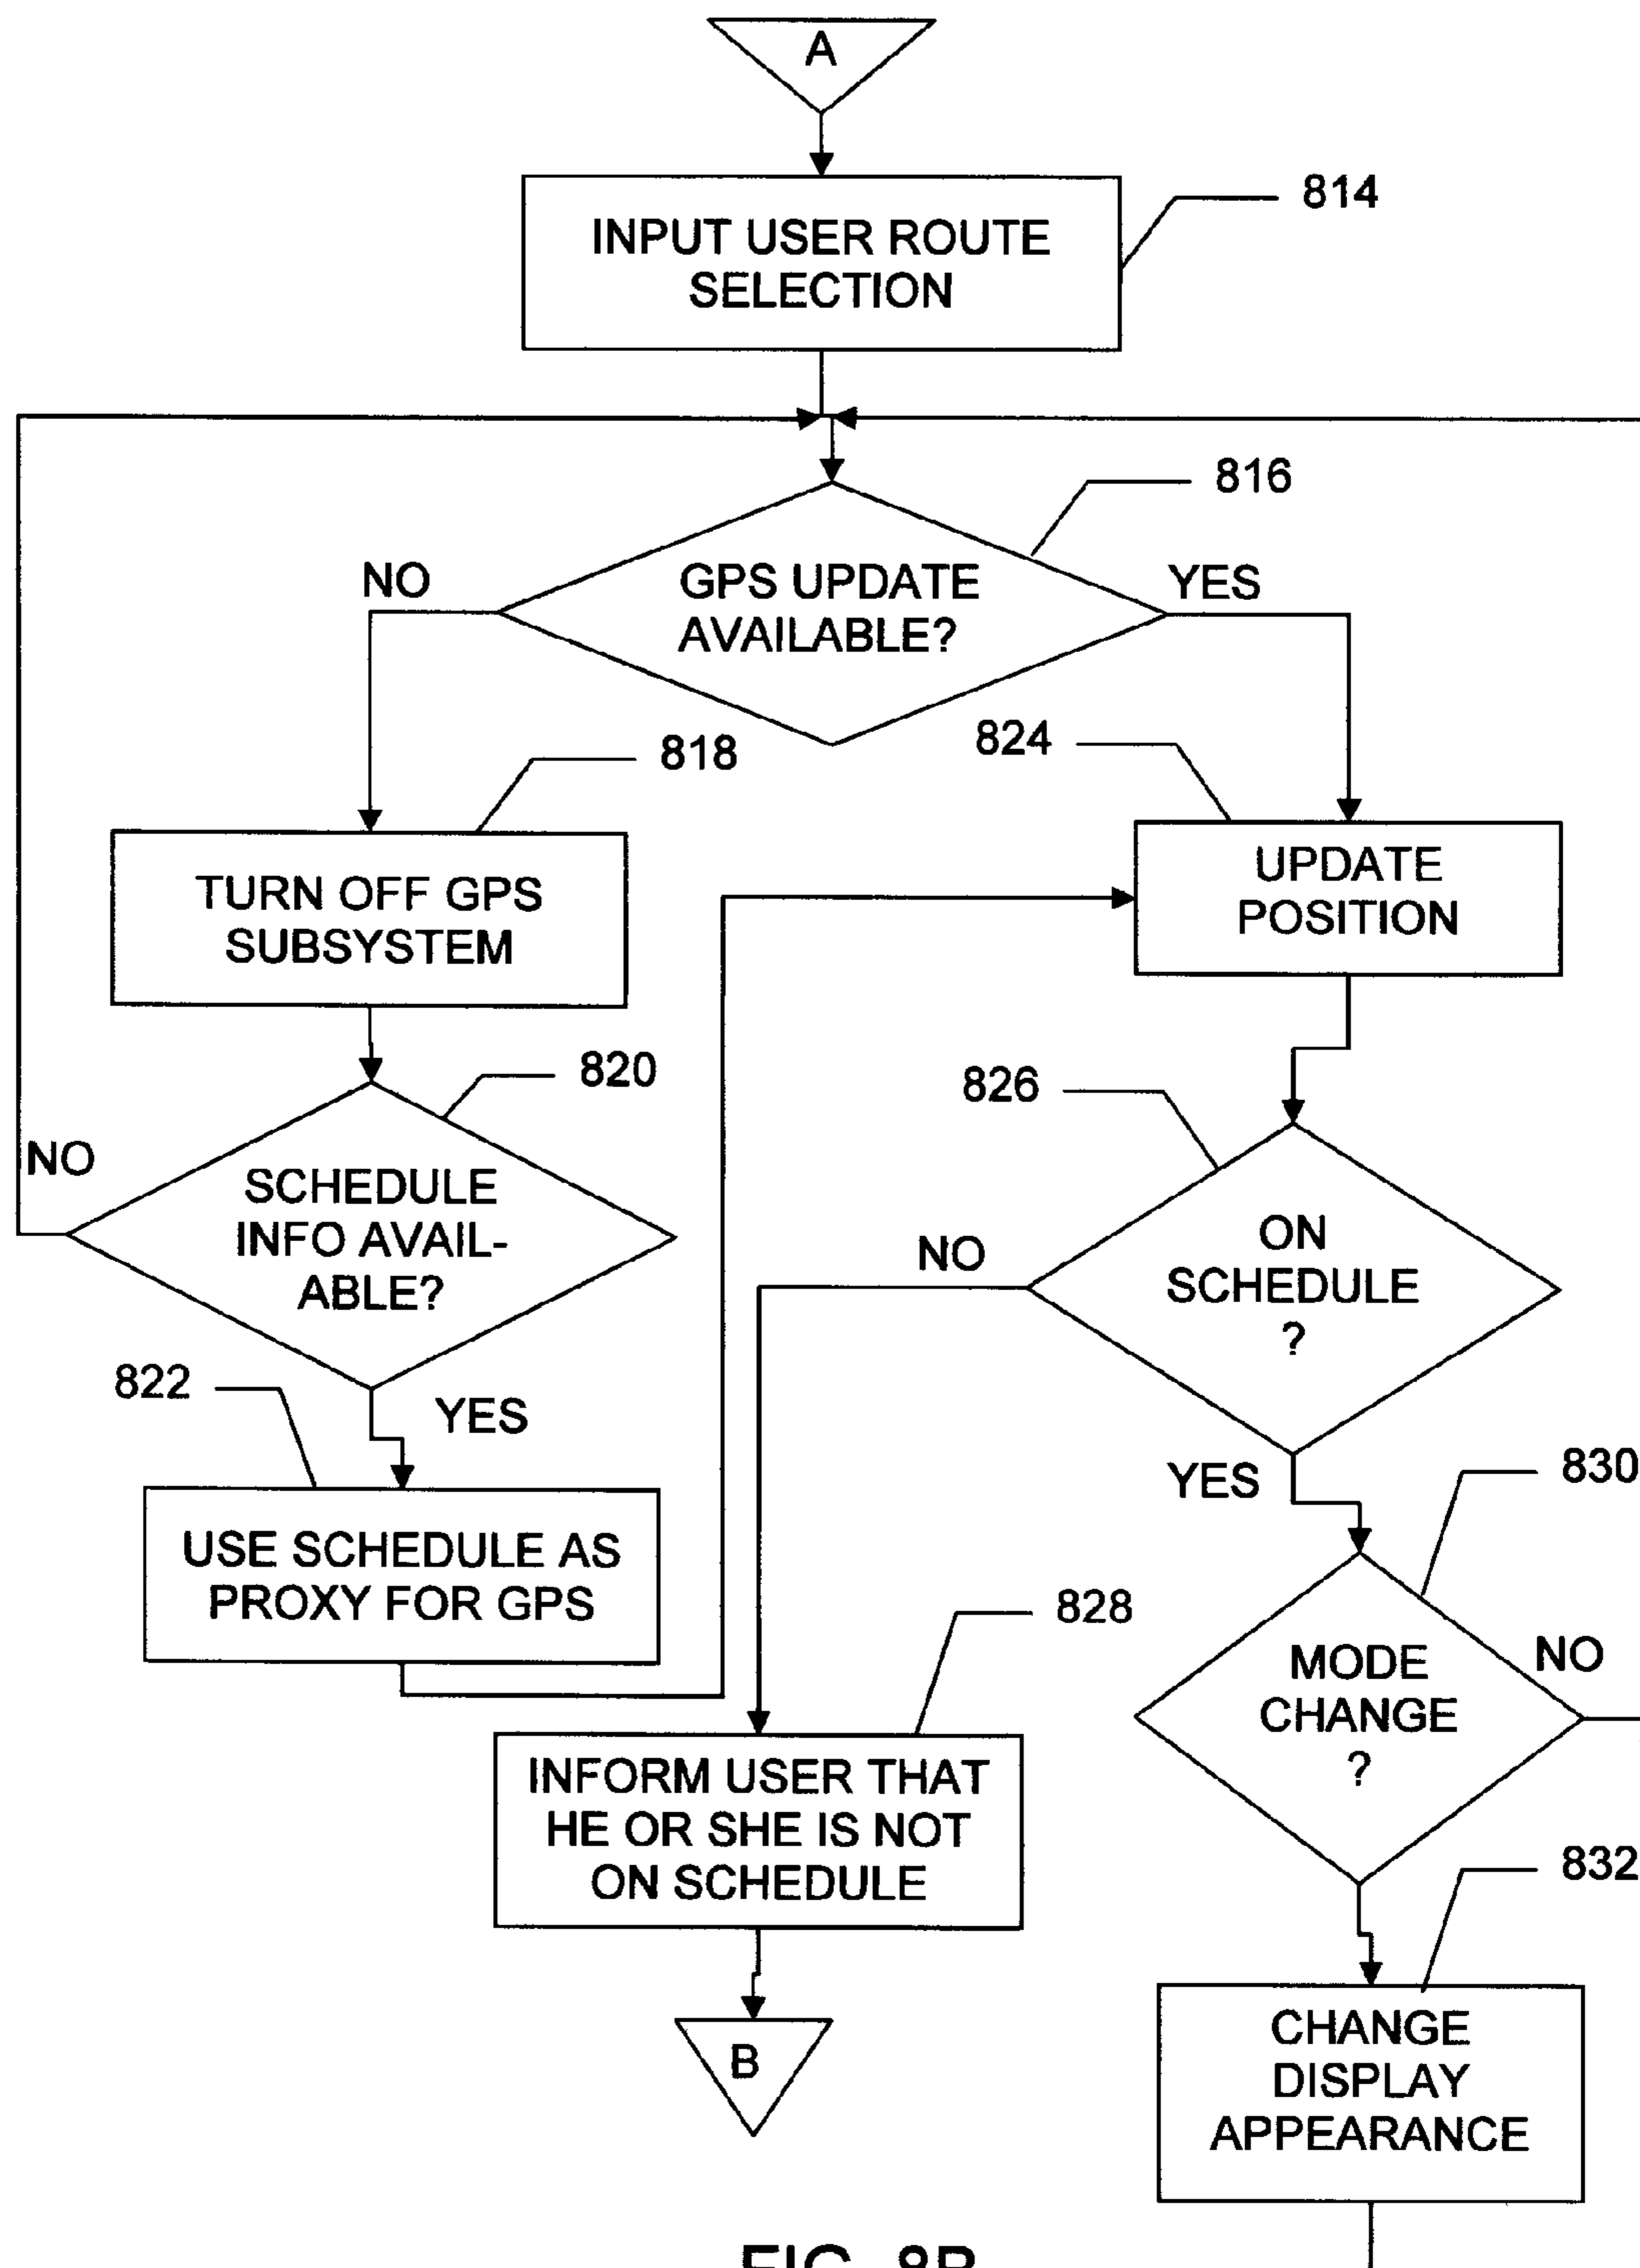 A
INPUT USER ROUTE
SELECTION
814
816
NO
GPS UPDATE
AVAILABLE?
YES
818
824
TURN OFF GPS
SUBSYSTEM
UPDATE
POSITION
820
826
NO
SCHEDULE
INFO AVAIL-
ABLE?
NO
ON
SCHEDULE
?
822
YES
YES
830
USE SCHEDULE AS
PROXY FOR GPS
828
MODE
CHANGE
?
NO
INFORM USER THAT
HE OR SHE IS NOT
ON SCHEDULE
832
B
CHANGE
DISPLAY
APPEARANCE
FIG. 8B